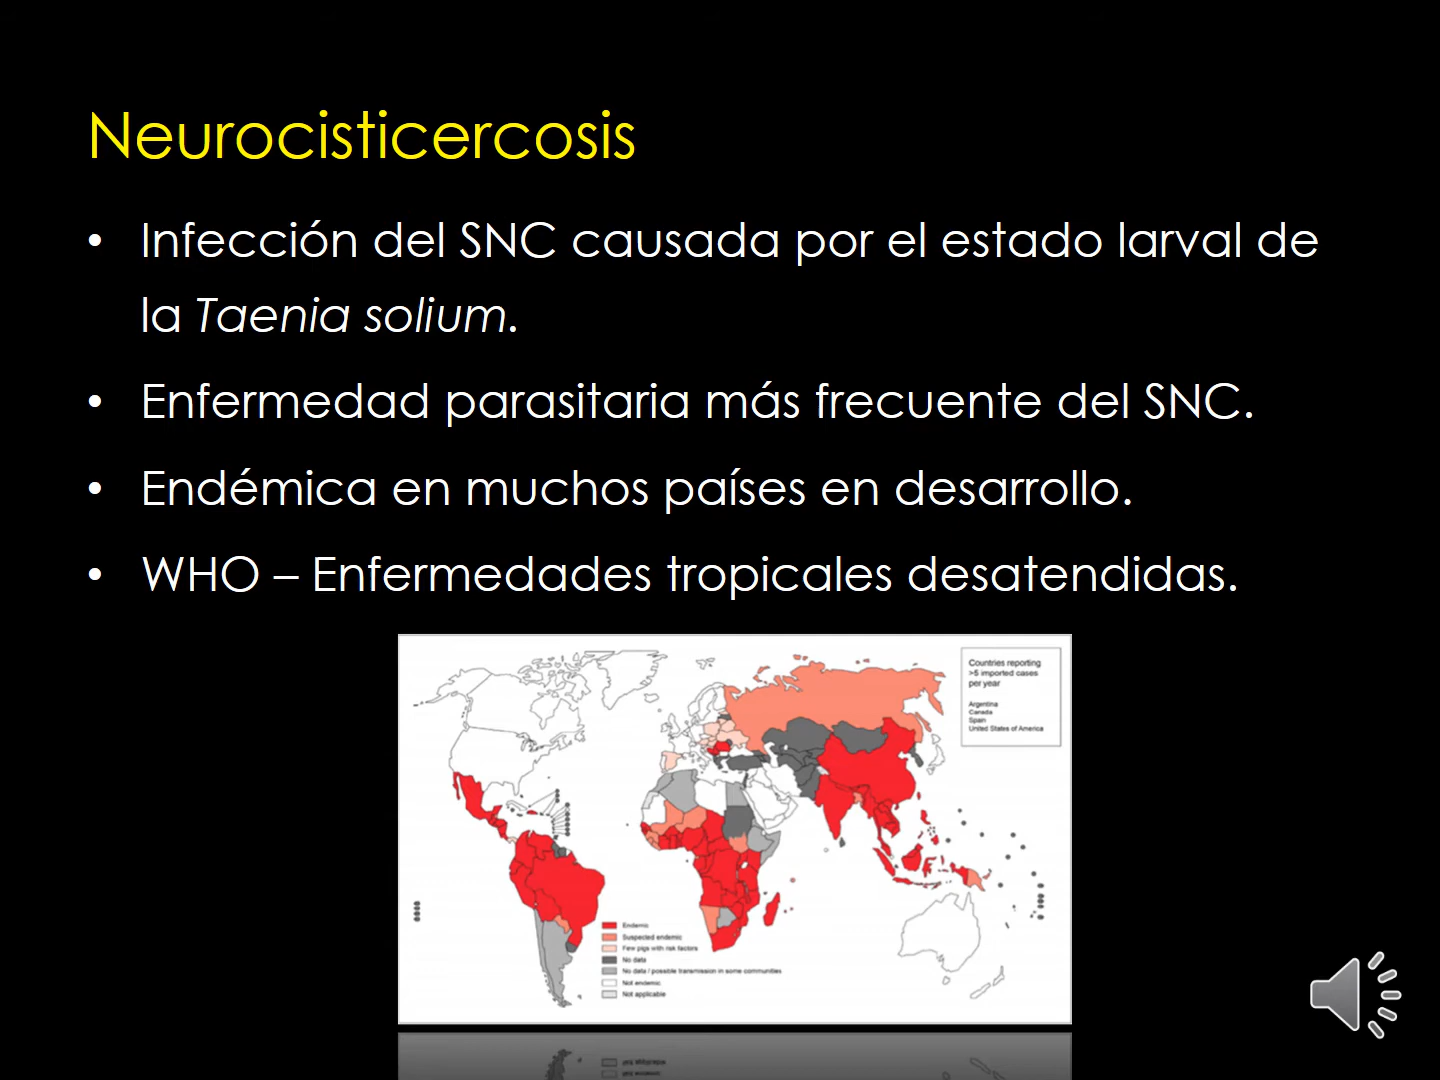 Neurocisticercosis
• Infección del SNC causada por el estado larval de
la Taenia solium.
• Enfermedad parasitaria más frecuente del SNC.
• Endémica en muchos países en desarrollo.
• WHO – Enfermedades tropicales desatendidas.
Countries reporting
>5 imported cases
per year
Argentina
Canada
Spain
United States of America
Endemic
Suspected endemic
Few pigs with risk factors
No data
No data / possible transmission in some communities
Not endemic
Not applicable